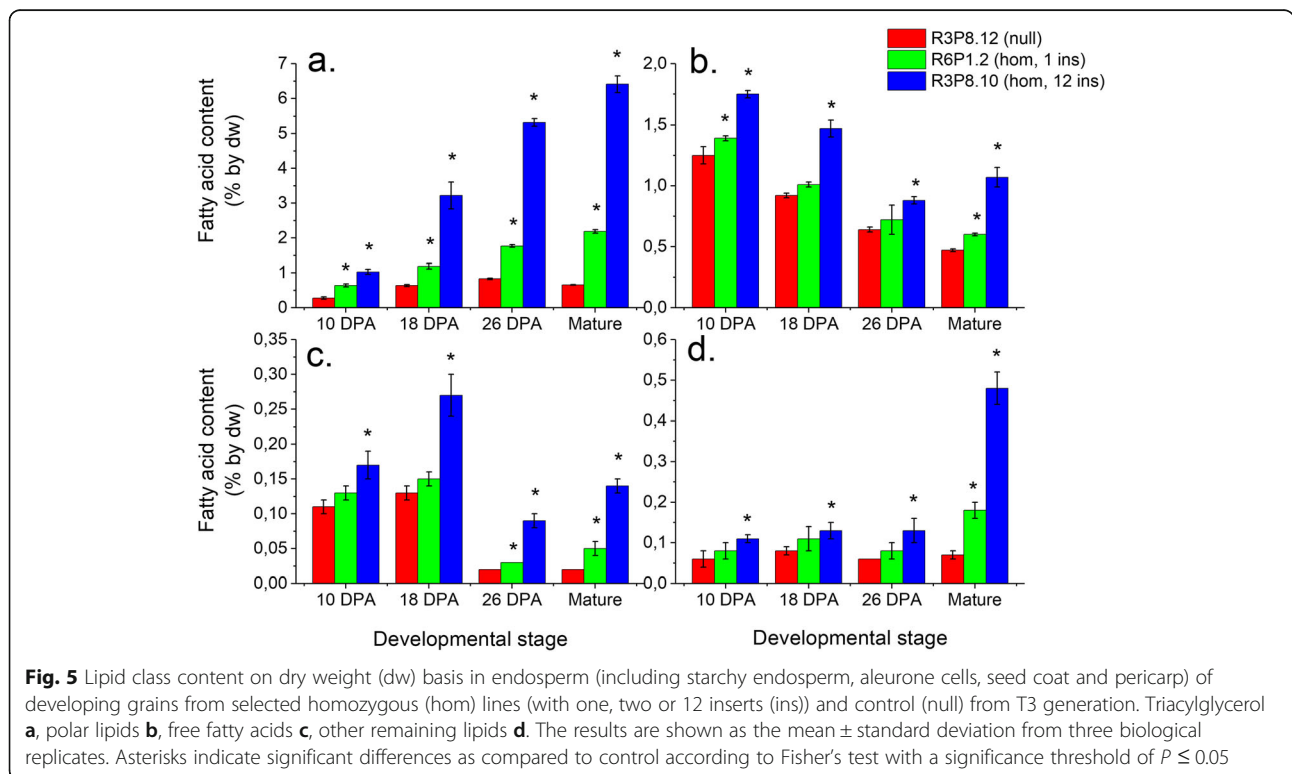 R3P8.12 (null)
R6P1.2 (hom, 1 ins)
R3P8.10 (hom, 12 ins)
a.
Fatty acid content
(% by dw)
7
6
5
4
3
2
1
0
* * * * * * * *
10 DPA 18 DPA 26 DPA Mature
b.
2,0
1,5
1,0
0,5
0,0
* * * * * *
10 DPA 18 DPA 26 DPA Mature
c.
Fatty acid content
(% by dw)
0,35
0,30
0,25
0,20
0,15
0,10
0,05
0,00
* * * * * *
10 DPA 18 DPA 26 DPA Mature
Developmental stage
d.
0,6
0,5
0,4
0,3
0,2
0,1
0,0
* * * * *
10 DPA 18 DPA 26 DPA Mature
Developmental stage
Fig. 5 Lipid class content on dry weight (dw) basis in endosperm (including starchy endosperm, aleurone cells, seed coat and pericarp) of
developing grains from selected homozygous (hom) lines (with one, two or 12 inserts (ins)) and control (null) from T3 generation. Triacylglycerol
a, polar lipids b, free fatty acids c, other remaining lipids d. The results are shown as the mean ± standard deviation from three biological
replicates. Asterisks indicate significant differences as compared to control according to Fisher's test with a significance threshold of P ≤ 0.05